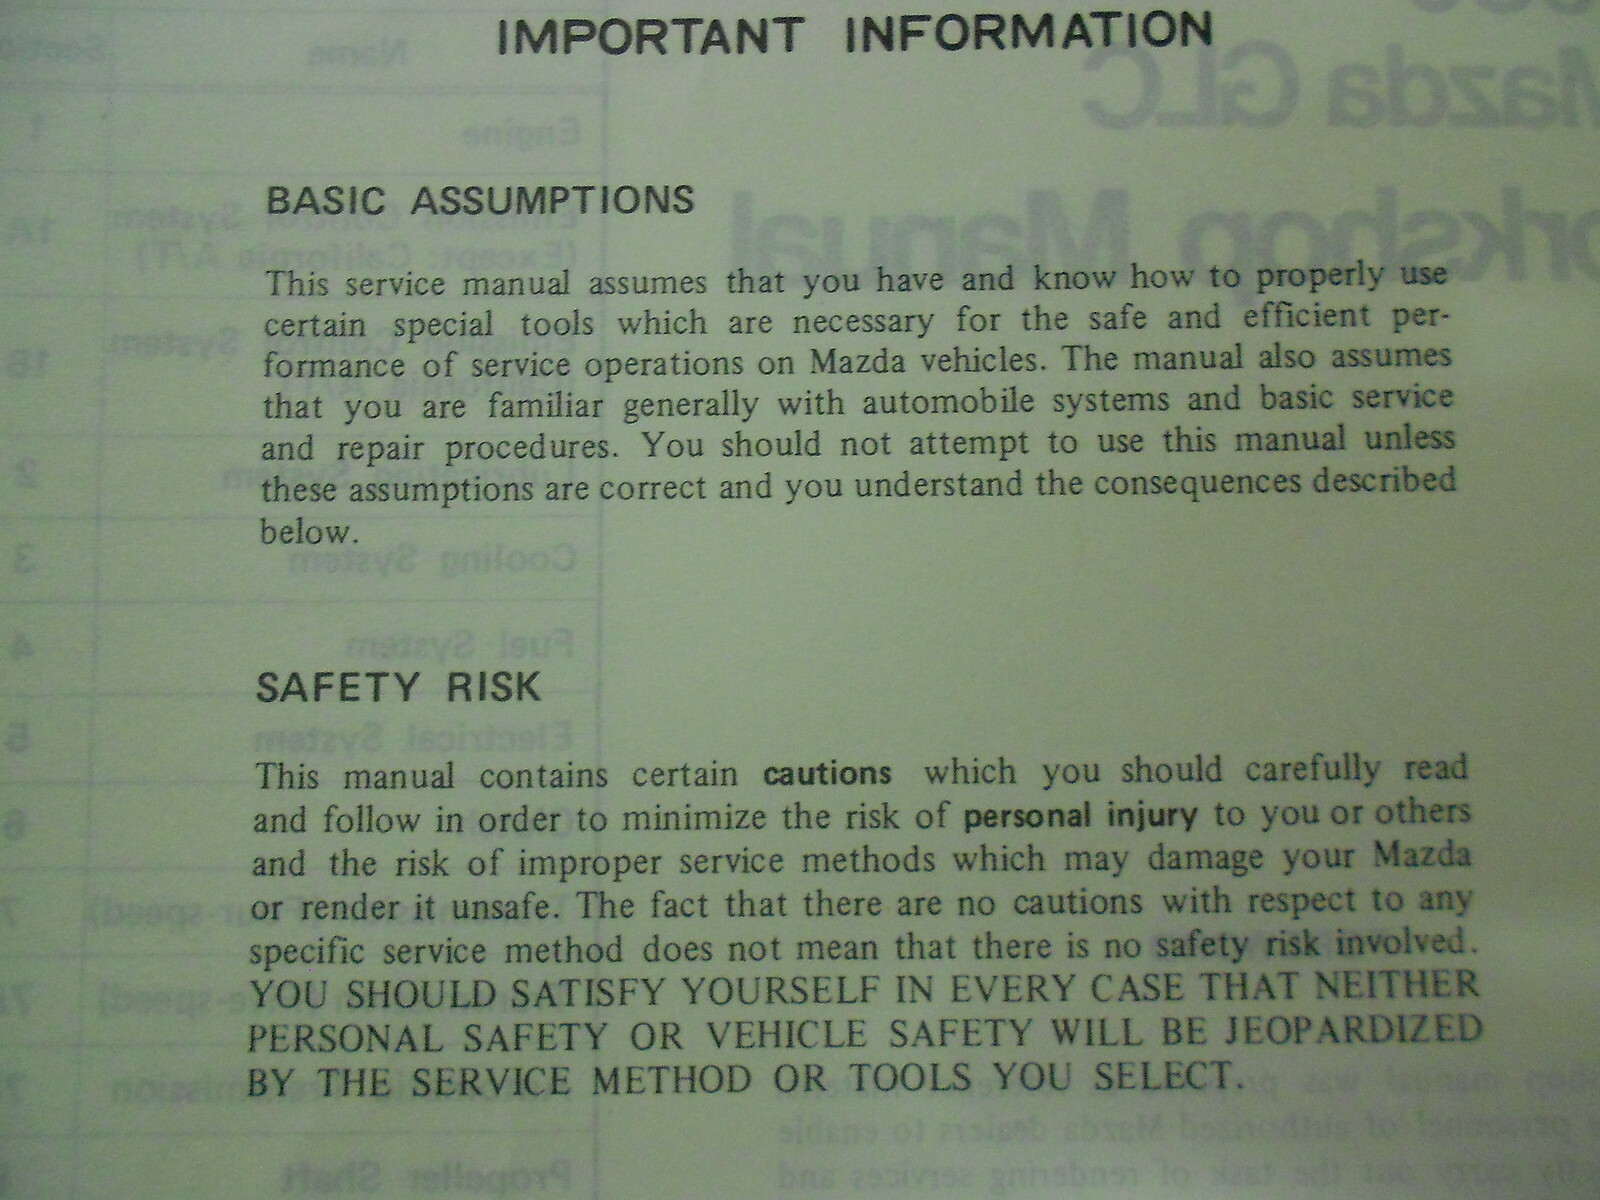 IMPORTANT INFORMATION
BASIC ASSUMPTIONS
This service manual assumes that you have and know how to properly use
certain special tools which are necessary for the safe and efficient per-
formance of service operations on Mazda vehicles. The manual also assumes
that you are familiar generally with automobile systems and basic service
and repair procedures. You should not attempt to use this manual unless
these assumptions are correct and you understand the consequences described
below.
SAFETY RISK
This manual contains certain cautions which you should carefully read
and follow in order to minimize the risk of personal injury to you or others
and the risk of improper service methods which may damage your Mazda
or render it unsafe. The fact that there are no cautions with respect to any
specific service method does not mean that there is no safety risk involved.
YOU SHOULD SATISFY YOURSELF IN EVERY CASE THAT NEITHER
PERSONAL SAFETY OR VEHICLE SAFETY WILL BE JEOPARDIZED
BY THE SERVICE METHOD OR TOOLS YOU SELECT.